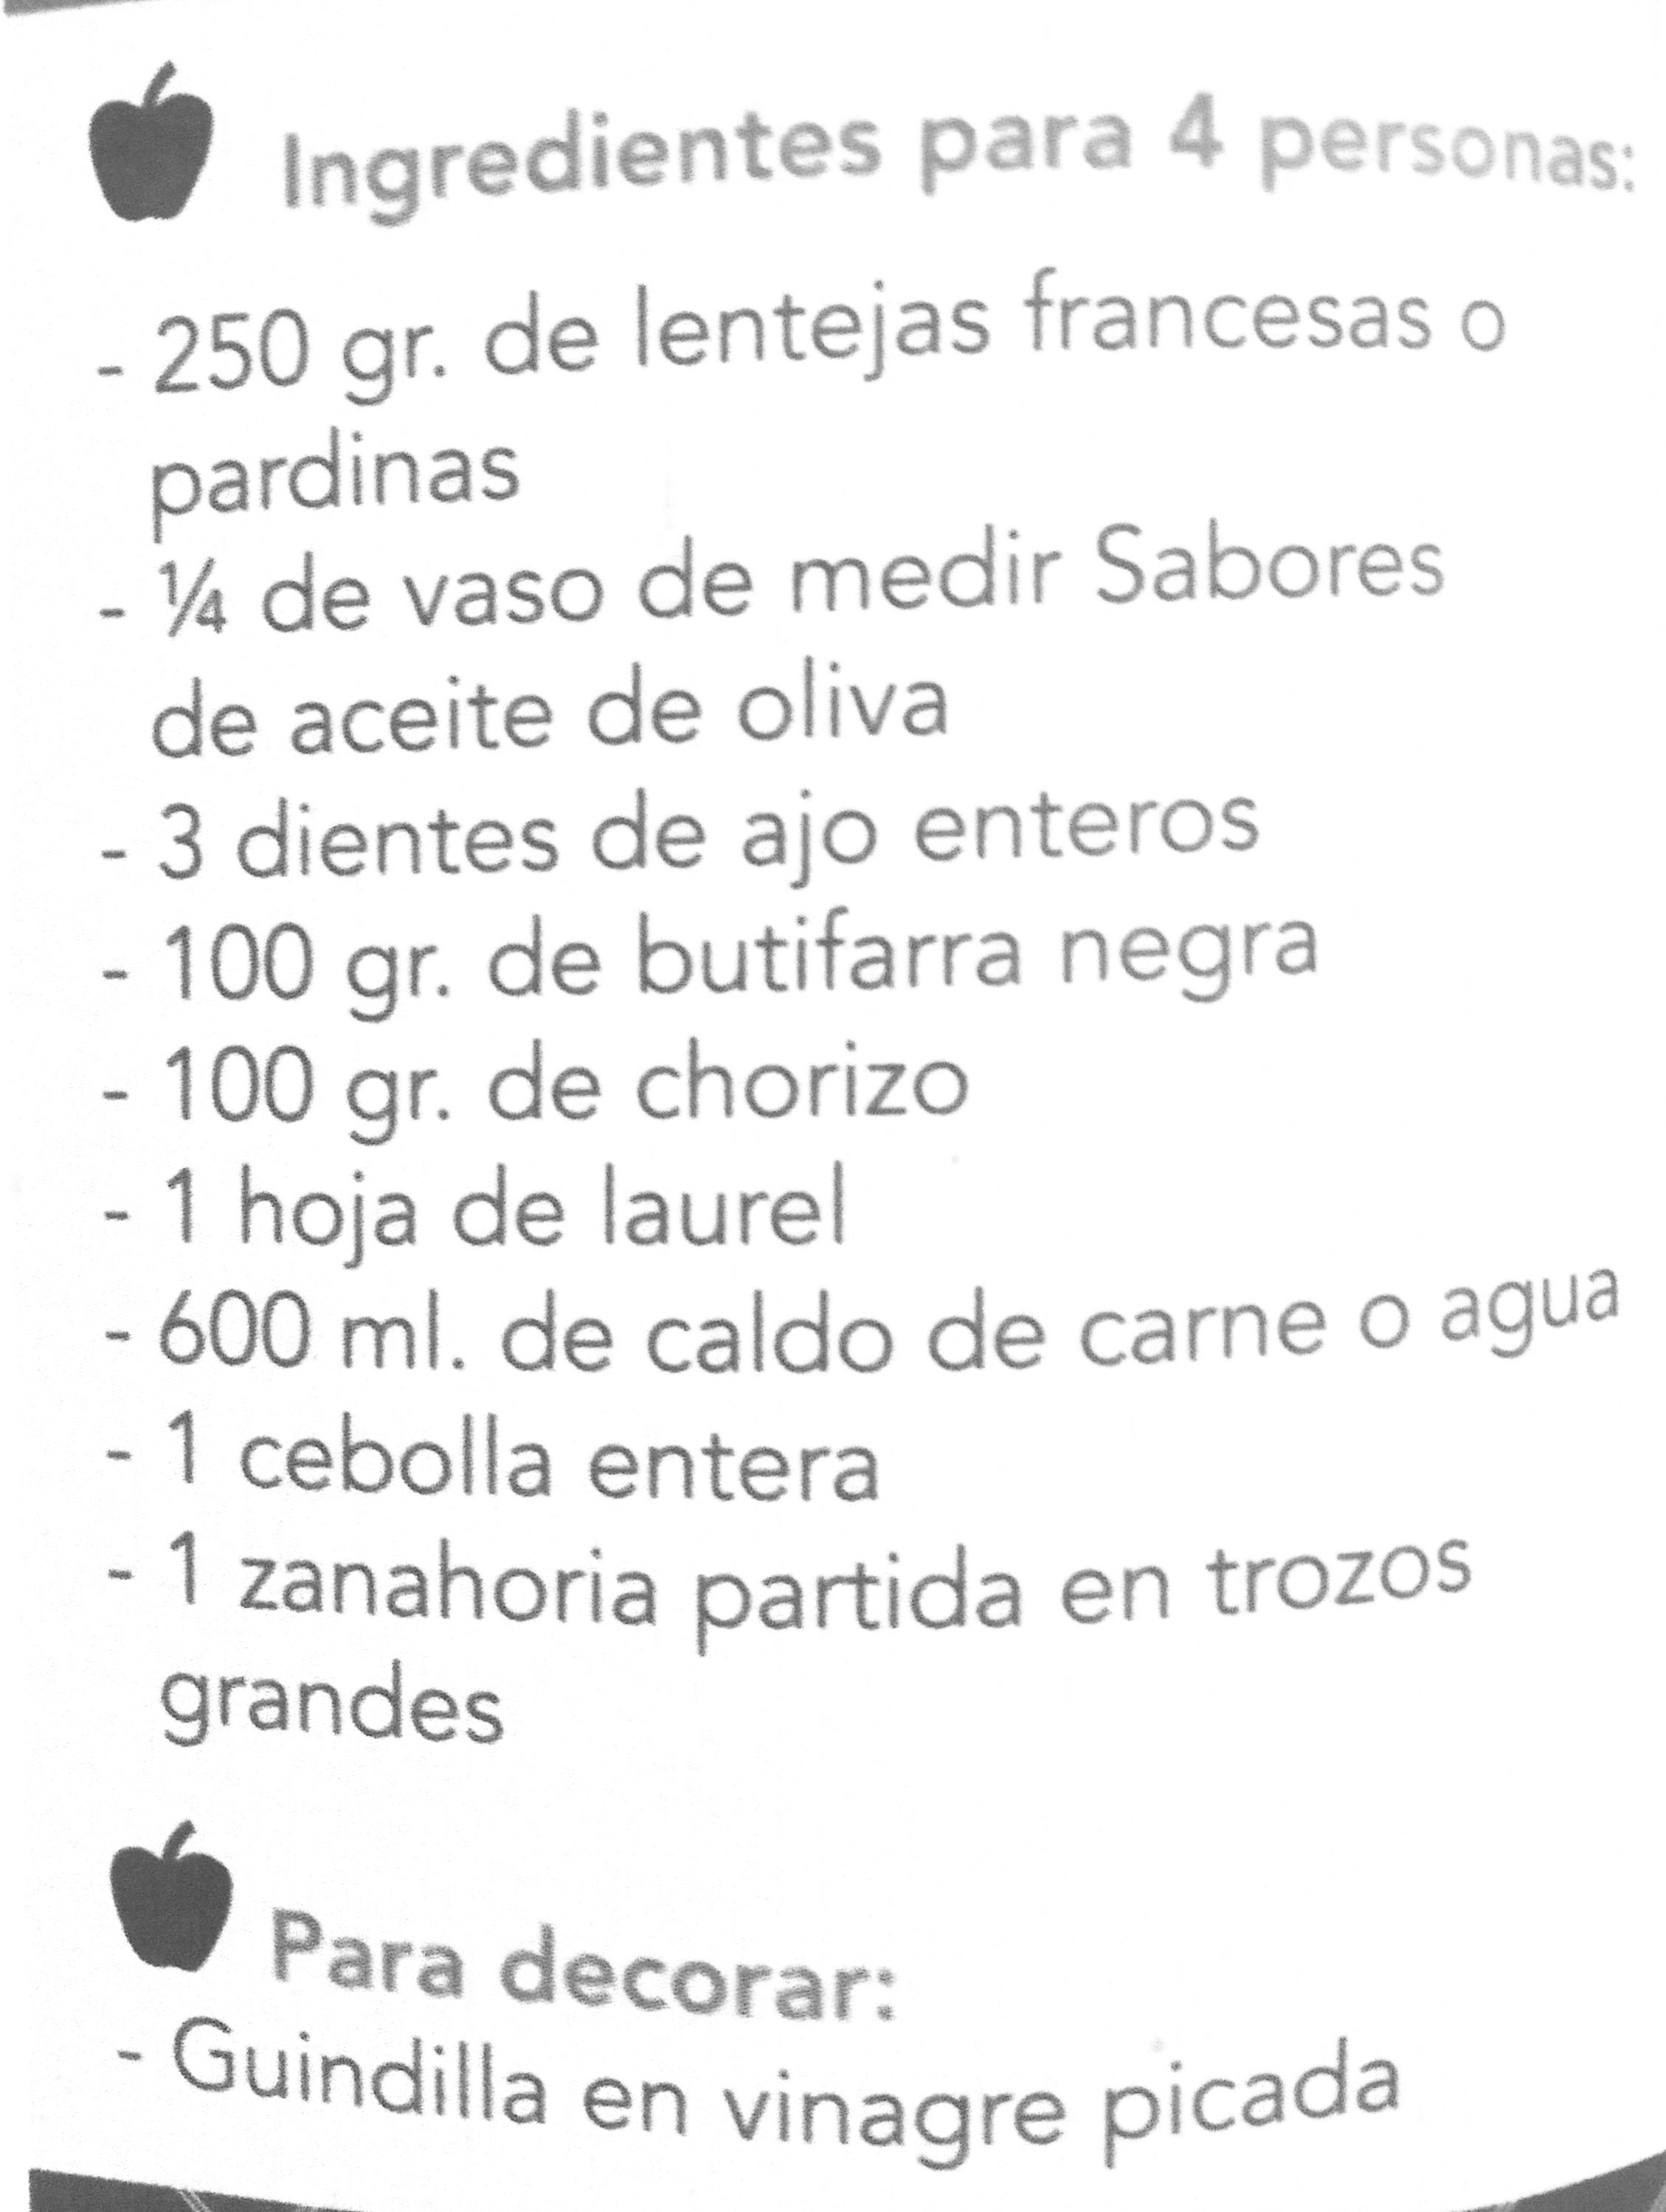 Ingredientes para 4 personas:
- 250 gr. de lentejas francesas o
pardinas
- ¼ de vaso de medir Sabores
de aceite de oliva
- 3 dientes de ajo enteros
- 100 gr. de butifarra negra
- 100 gr. de chorizo
- 1 hoja de laurel
- 600 ml. de caldo de carne o agua
- 1 cebolla entera
- 1 zanahoria partida en trozos
grandes
Para decorar:
- Guindilla en vinagre picada